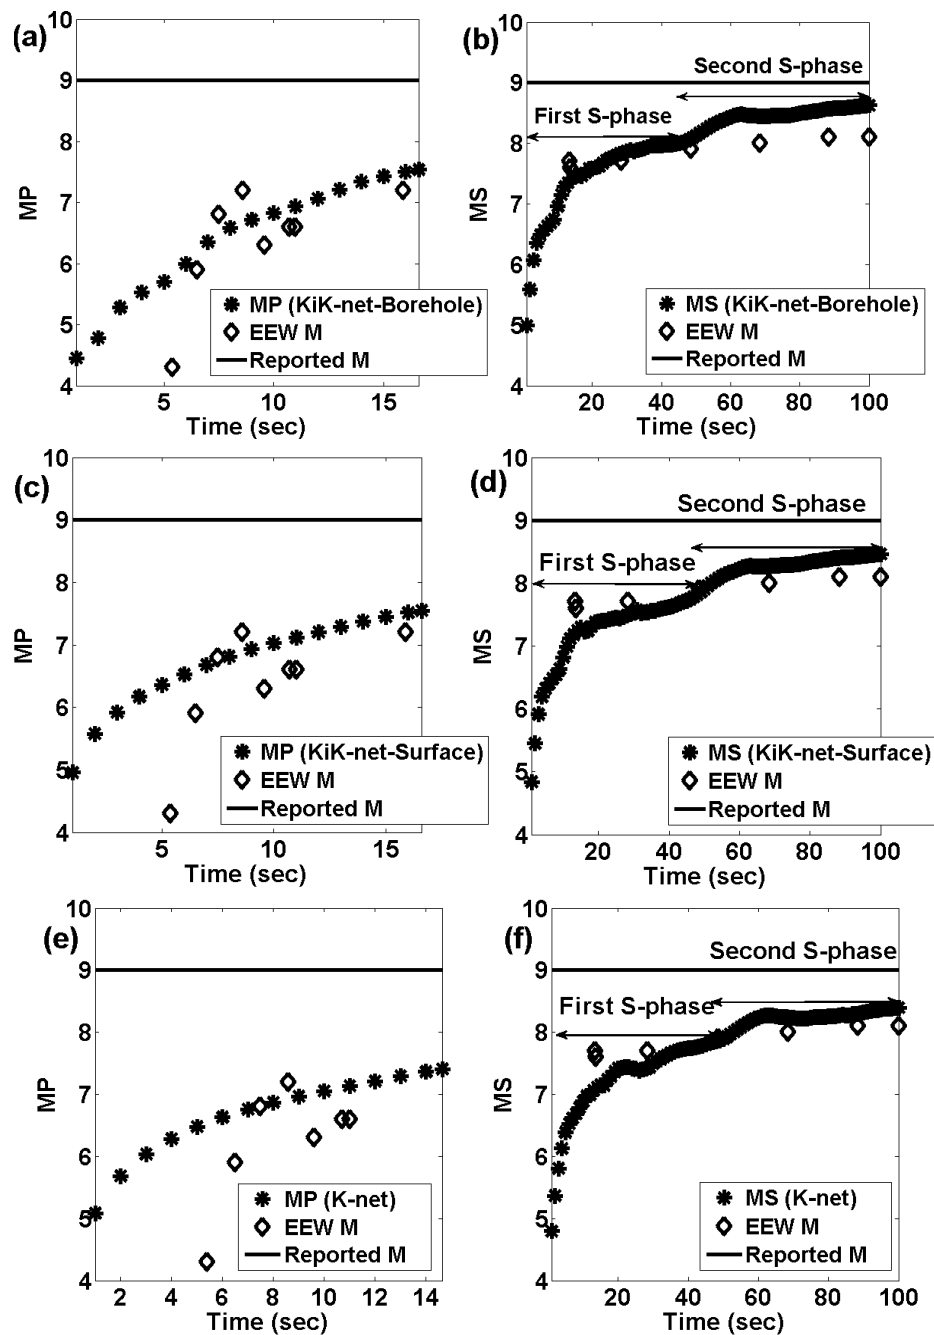 (a)
10
9
8
7
6
5
4
MP
MP (KiK-net-Borehole)
EEW M
Reported M
5 10 15
Time (sec)
(b)
10
9
8
7
6
5
4
MS
Second S-phase
First S-phase
MS (KiK-net-Borehole)
EEW M
Reported M
20 40 60 80 100
Time (sec)
(c)
10
9
8
7
6
5
4
MP
MP (KiK-net-Surface)
EEW M
Reported M
5 10 15
Time (sec)
(d)
10
9
8
7
6
5
4
MS
Second S-phase
First S-phase
MS (KiK-net-Surface)
EEW M
Reported M
20 40 60 80 100
Time (sec)
(e)
10
9
8
7
6
5
4
MP
MP (K-net)
EEW M
Reported M
2 4 6 8 10 12 14
Time (sec)
(f)
10
9
8
7
6
5
4
MS
Second S-phase
First S-phase
MS (K-net)
EEW M
Reported M
20 40 60 80 100
Time (sec)